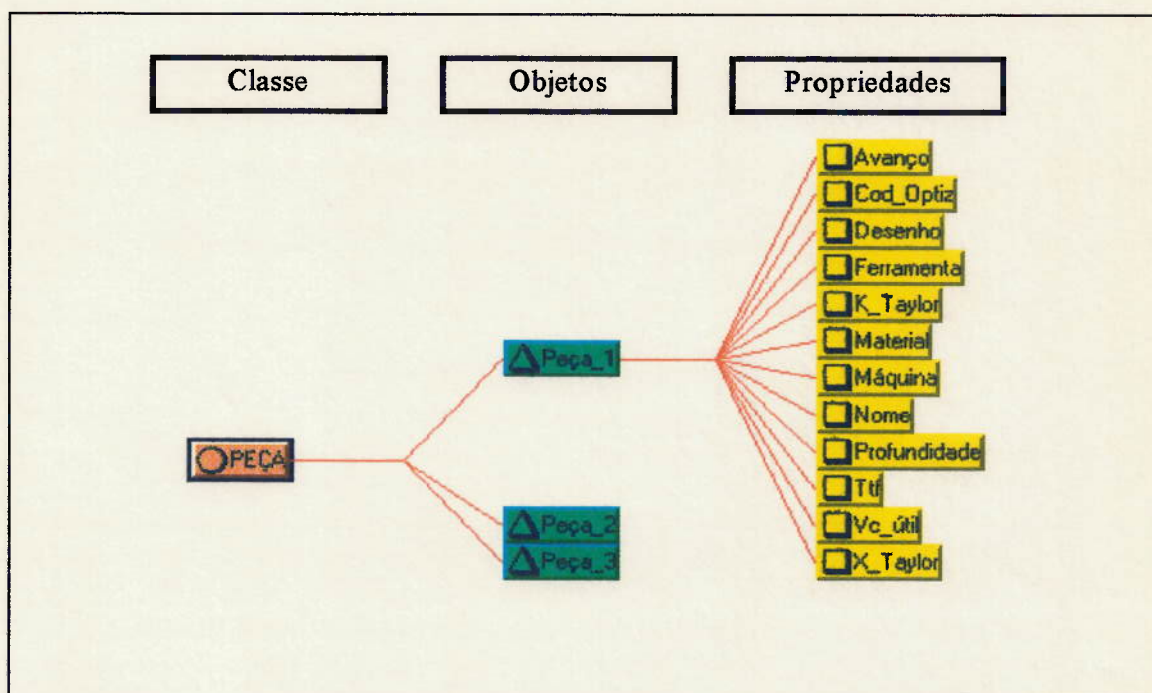 Classe
Objetos
Propriedades
PEÇA
Peça_1
Peça_2
Peça_3
Avanço
Cod_Optiz
Desenho
Ferramenta
K_Taylor
Material
Máquina
Nome
Profundidade
Ttf
Vc_útil
X_Taylor